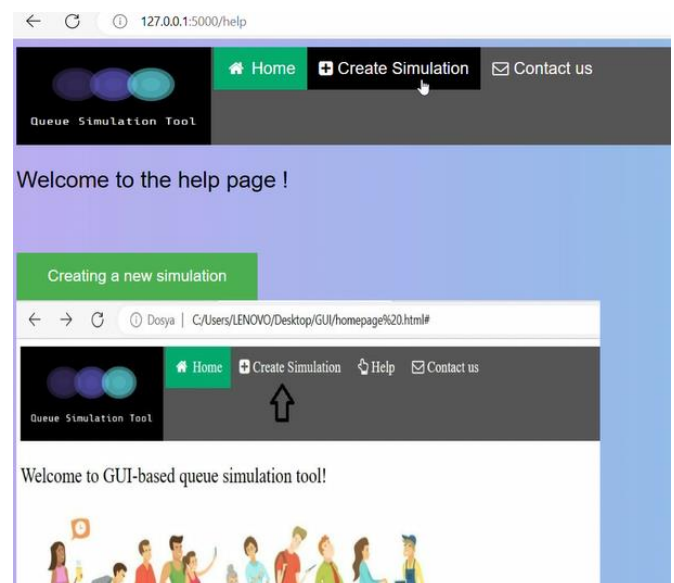 127.0.0.1:5000/help
Home Create Simulation Contact us
Queue Simulation Tool
Welcome to the help page !
Creating a new simulation
Dosya | C:/Users/LENOVO/Desktop/GUI/homepage%20.html#
Home Create Simulation Help Contact us
Queue Simulation Tool
Welcome to GUI-based queue simulation tool!